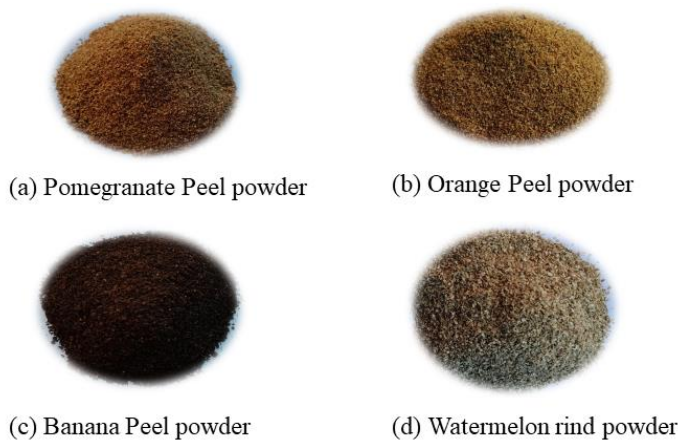 (a) Pomegranate Peel powder
(b) Orange Peel powder
(c) Banana Peel powder
(d) Watermelon rind powder